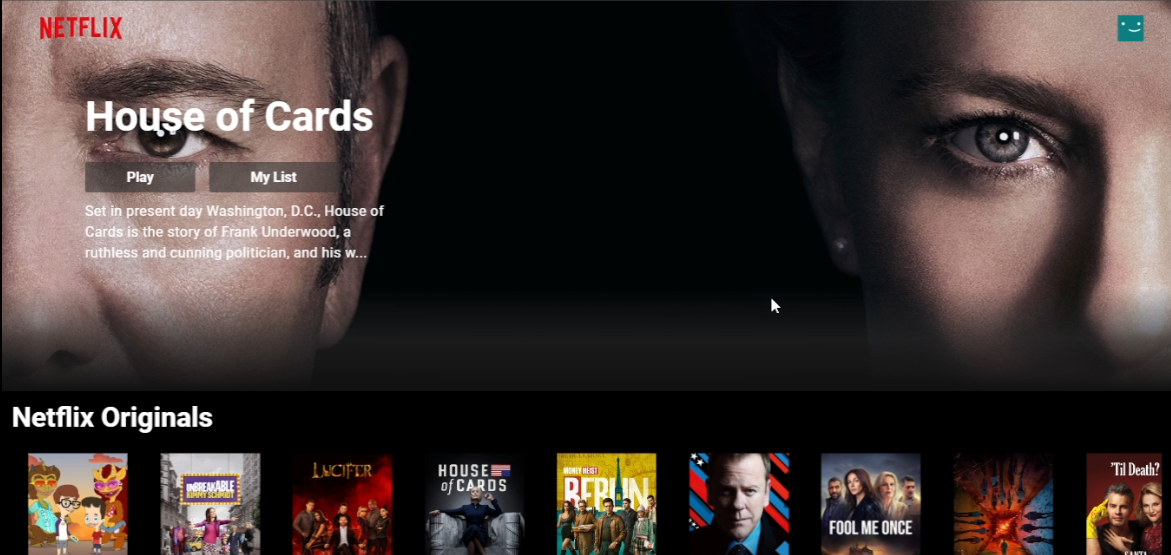 NETFLIX
House of Cards
Play
My List
Set in present day Washington, D.C., House of
Cards is the story of Frank Underwood, a
ruthless and cunning politician, and his w...
Netflix Originals
UNBREAKABLE
KIMMY SCHMIDT
LUCIFER
HOUSE
of CARDS
MONEY HEIST
BERLIN
FOOL ME ONCE
'Til Death?
SANTA